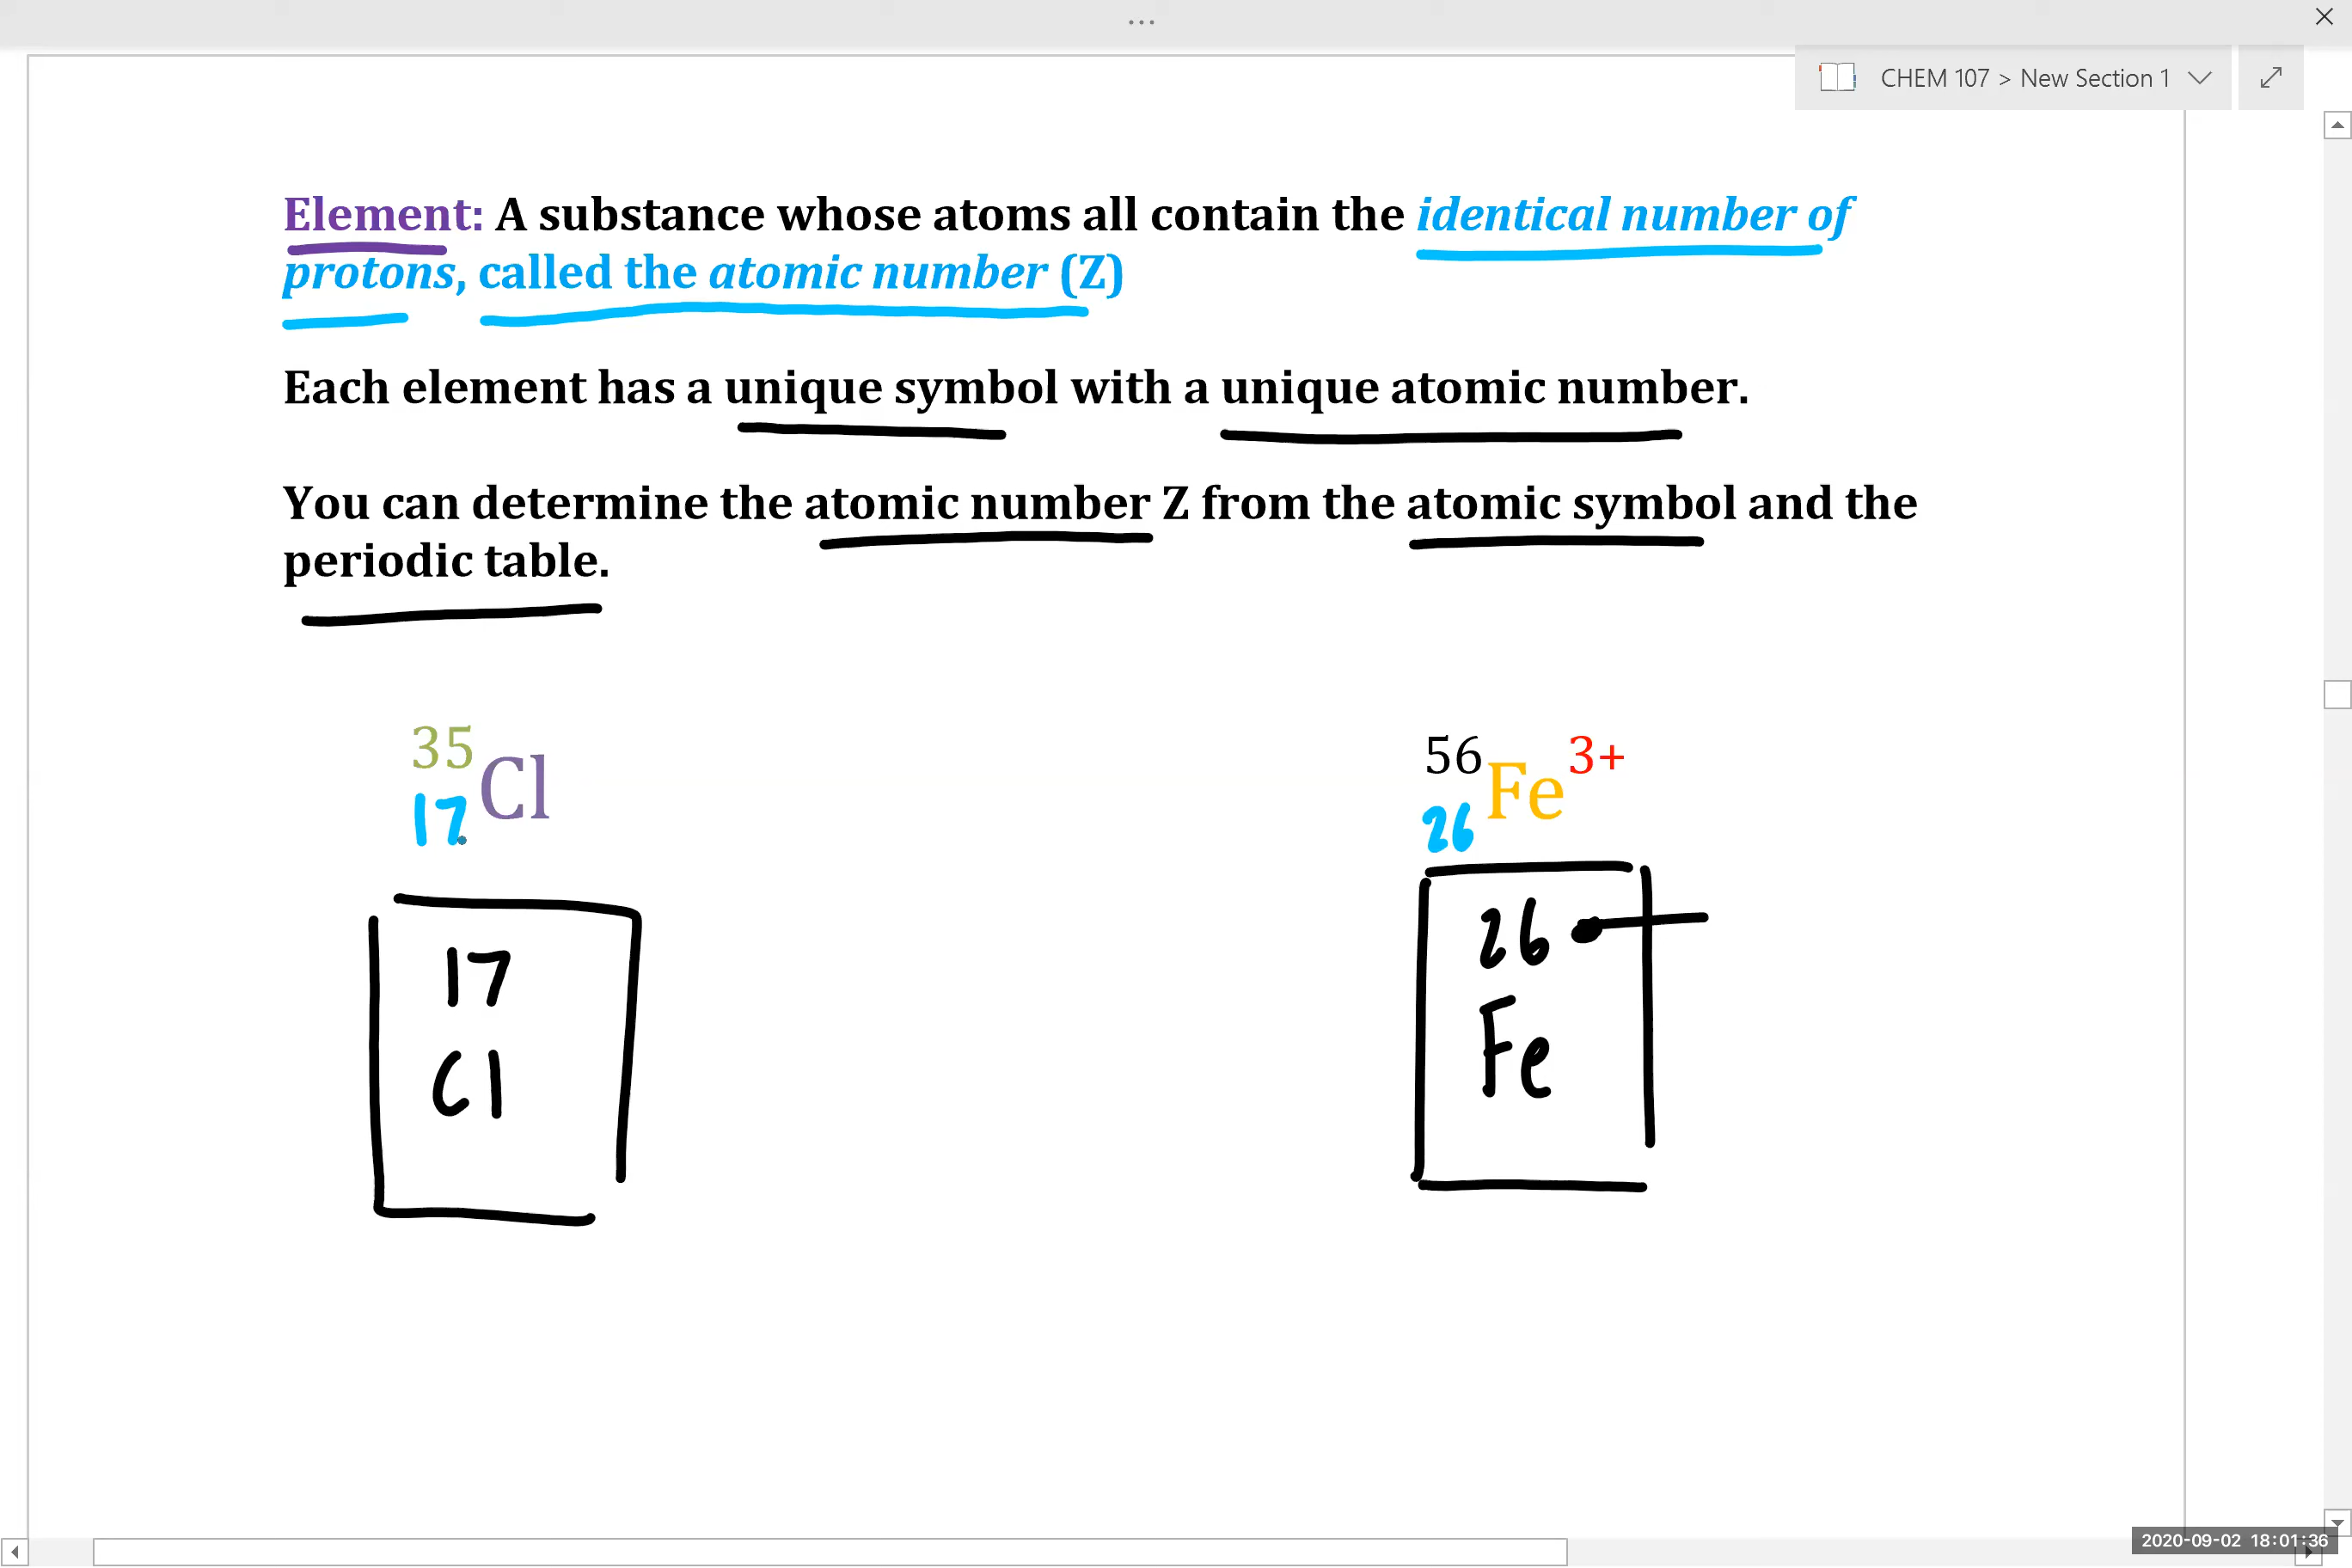 ...
CHEM 107 > New Section 1
Element: A substance whose atoms all contain the identical number of
protons, called the atomic number (Z)
Each element has a unique symbol with a unique atomic number.
You can determine the atomic number Z from the atomic symbol and the
periodic table.
35 Cl
17
56 Fe 3+
26
17
Cl
26
Fe
2020-09-02 18:01:36